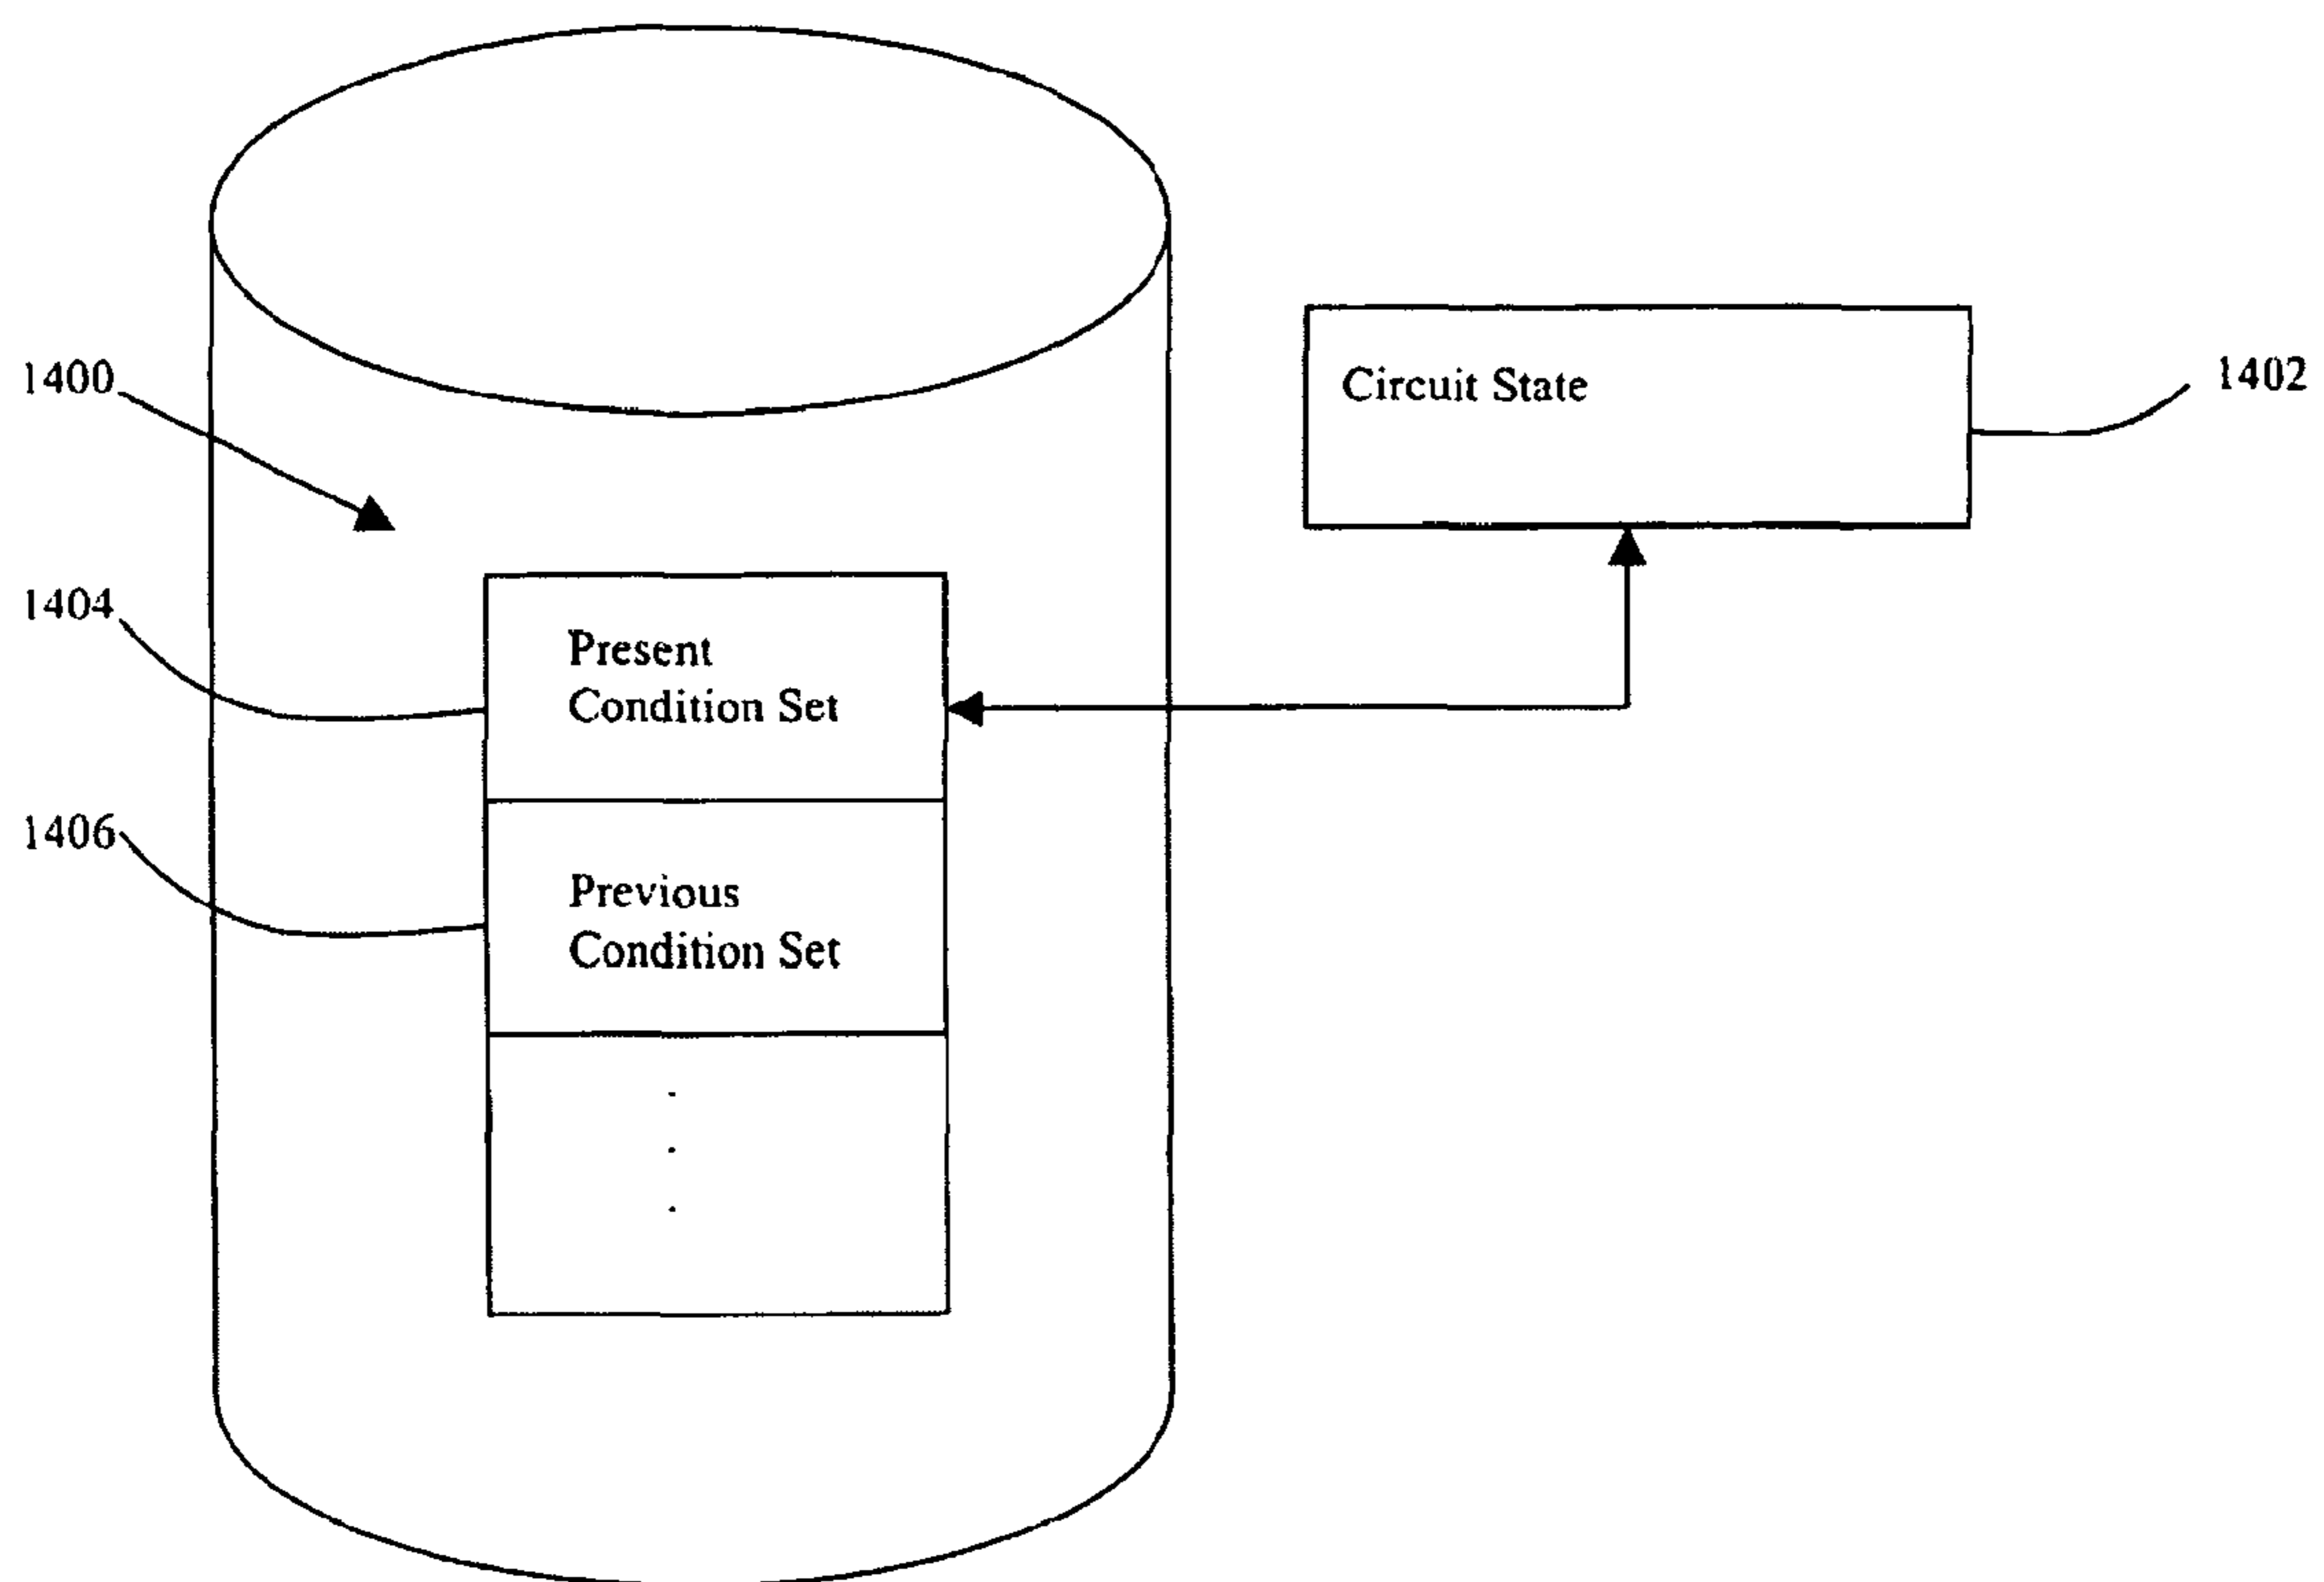 1400
Circuit State
1402
1404
Present
Condition Set
1406
Previous
Condition Set
.
.
.